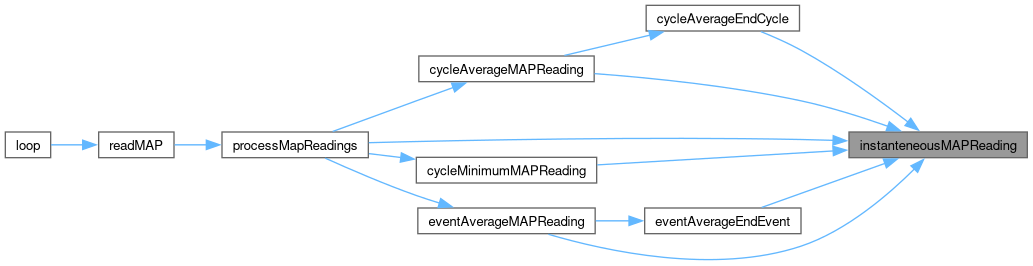 cycleAverageEndCycle
cycleAverageMAPReading
loop
readMAP
processMapReadings
instanteneousMAPReading
cycleMinimumMAPReading
eventAverageMAPReading
eventAverageEndEvent